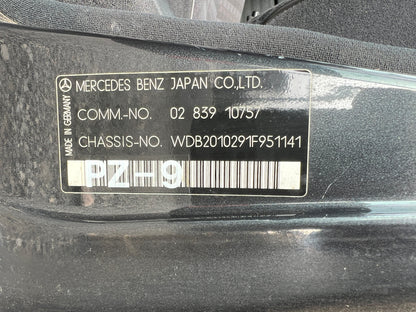 MERCEDES BENZ JAPAN CO.,LTD.
COMM.-NO. 02 839 10757
CHASSIS-NO. WDB2010291F951141
PZ-9
MADE IN GERMANY